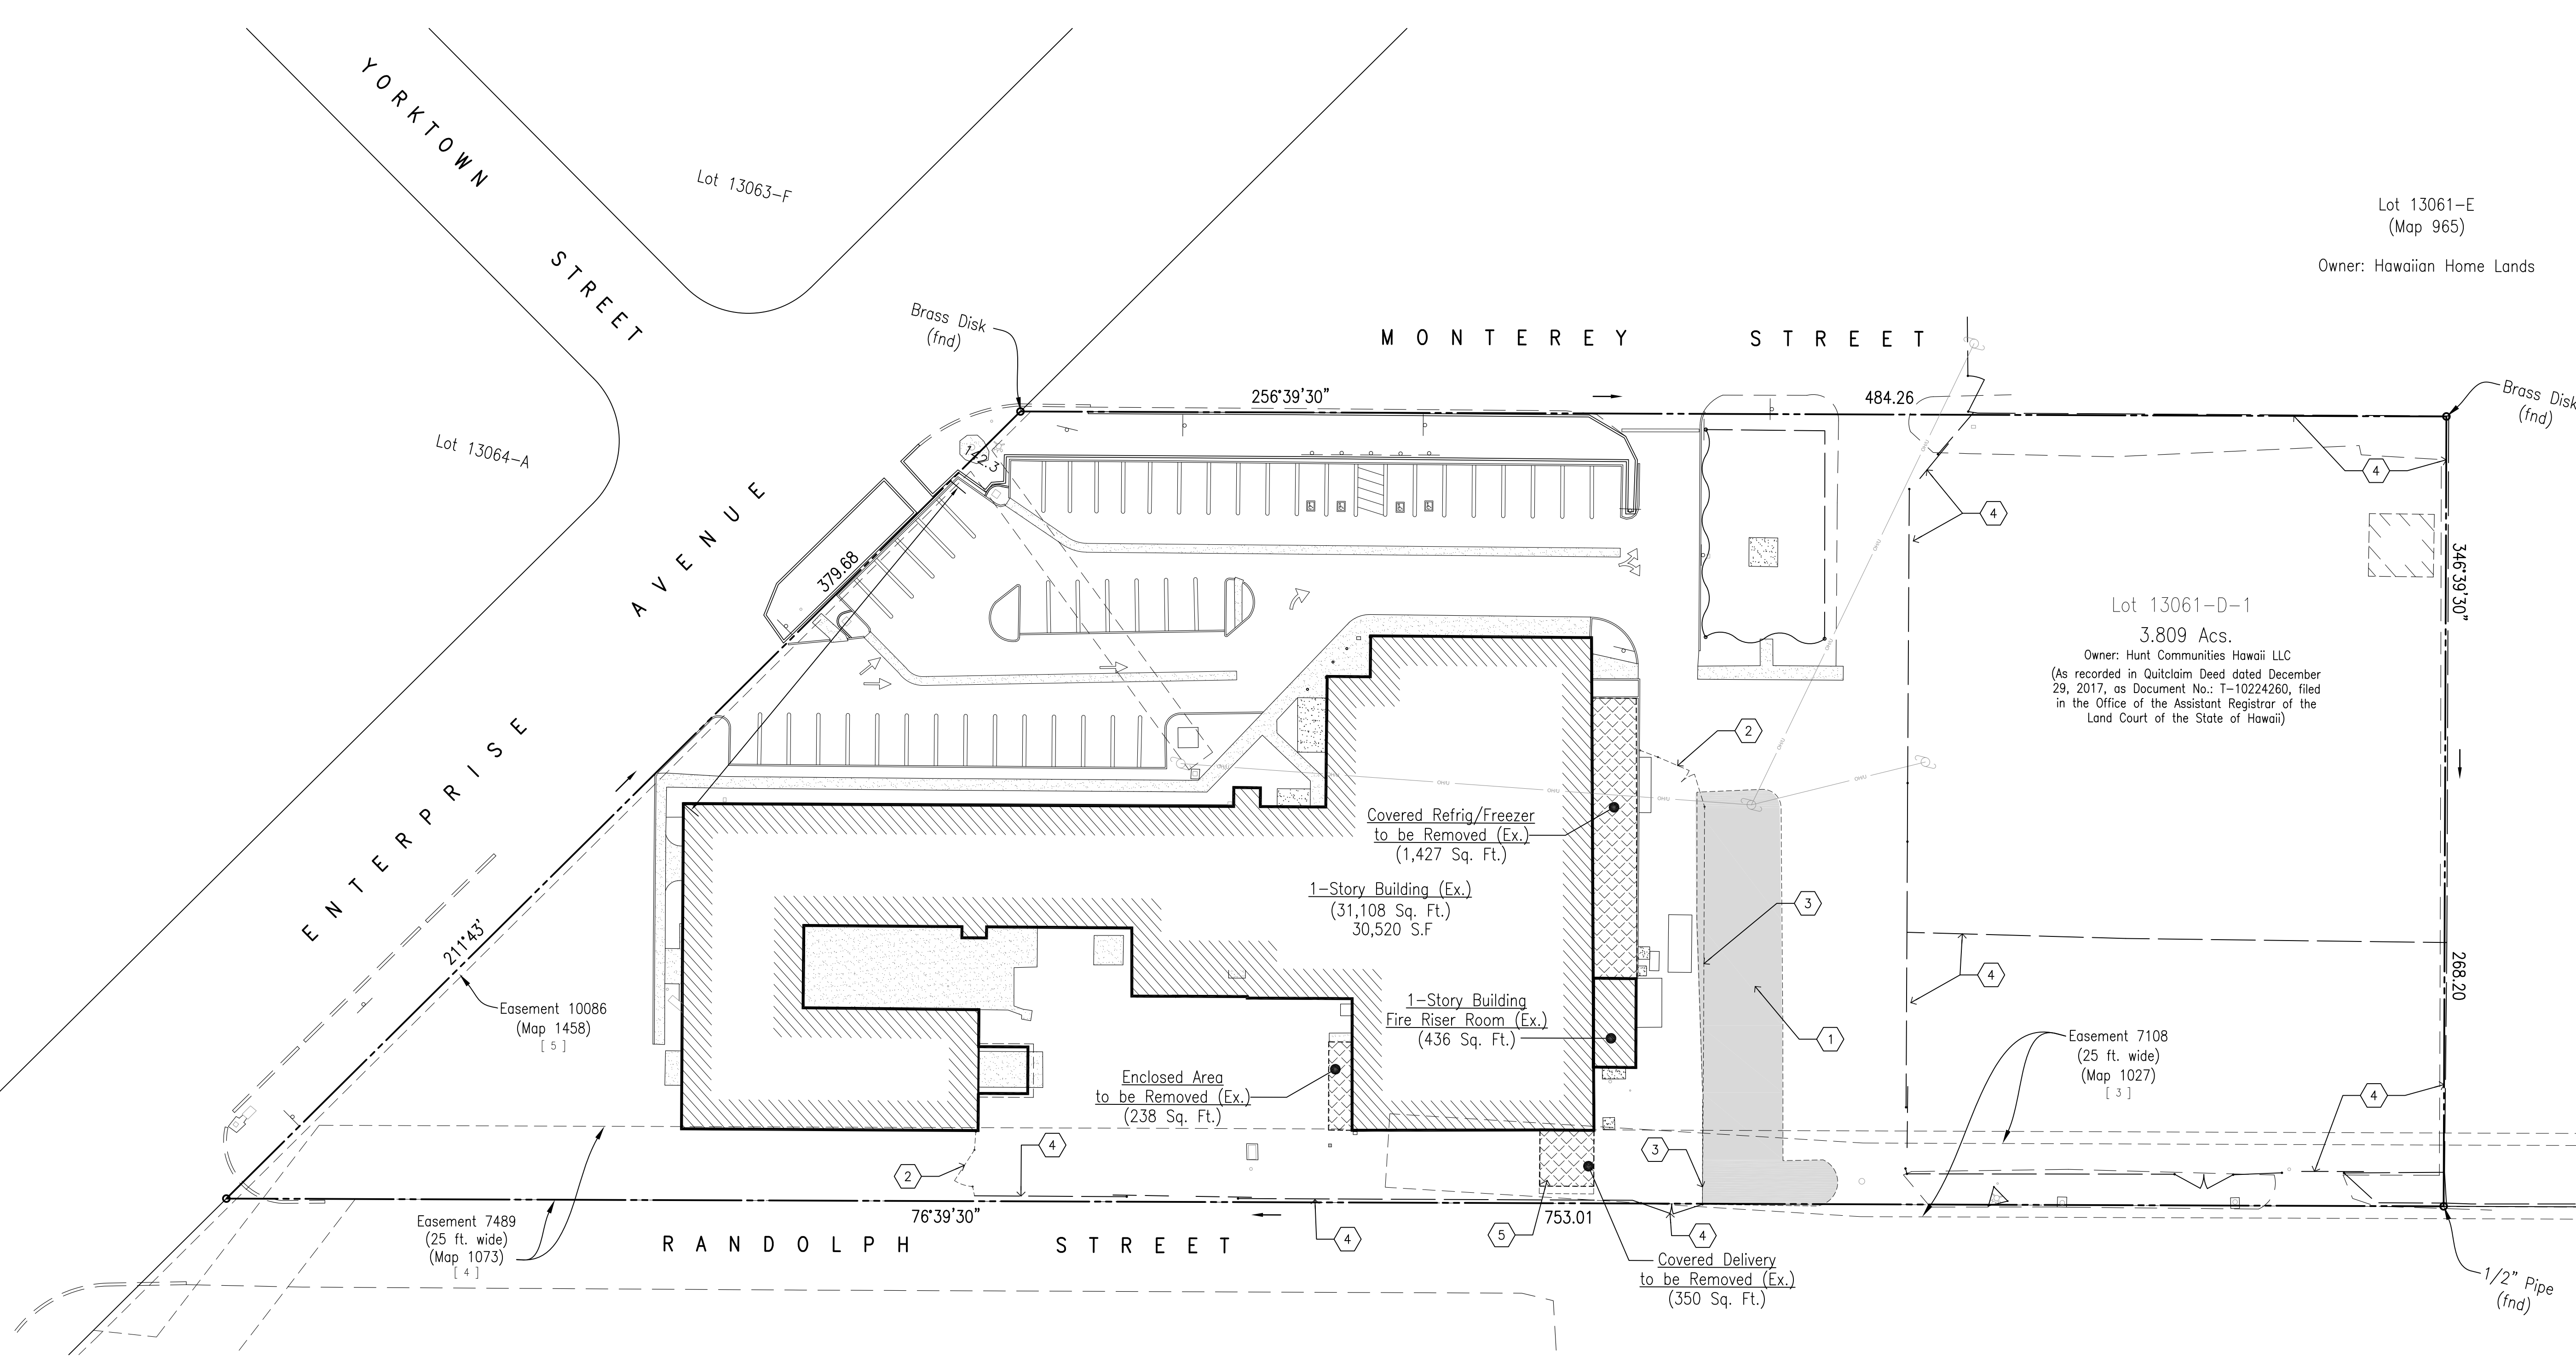 YORKTOWN STREET
Lot 13063-F
Lot 13061-E
(Map 965)
Owner: Hawaiian Home Lands
Brass Disk
(fnd)
MONTEREY STREET
256°39'30"
484.26
Brass Disk
(fnd)
Lot 13064-A
142.3
4
4
379.68
ENTERPRISE AVENUE
346°39'30"
Lot 13061-D-1
3.809 Acs.
Owner: Hunt Communities Hawaii LLC
(As recorded in Quitclaim Deed dated December
29, 2017, as Document No.: T-10224260, filed
in the Office of the Assistant Registrar of the
Land Court of the State of Hawaii)
OHU
OHU
OHU
OHU
OHU
OHU
OHU
OHU
OHU
2
Covered Refrig/Freezer
to be Removed (Ex.)
(1,427 Sq. Ft.)
1-Story Building (Ex.)
(31,108 Sq. Ft.)
30,520 S.F
3
211°43'
4
268.20
Easement 10086
(Map 1458)
[ 5 ]
1-Story Building
Fire Riser Room (Ex.)
(436 Sq. Ft.)
1
Easement 7108
(25 ft. wide)
(Map 1027)
[ 3 ]
Enclosed Area
to be Removed (Ex.)
(238 Sq. Ft.)
4
4
3
2
76°39'30"
753.01
Easement 7489
(25 ft. wide)
(Map 1073)
[ 4 ]
RANDOLPH STREET
4
5
4
Covered Delivery
to be Removed (Ex.)
(350 Sq. Ft.)
1/2" Pipe
(fnd)